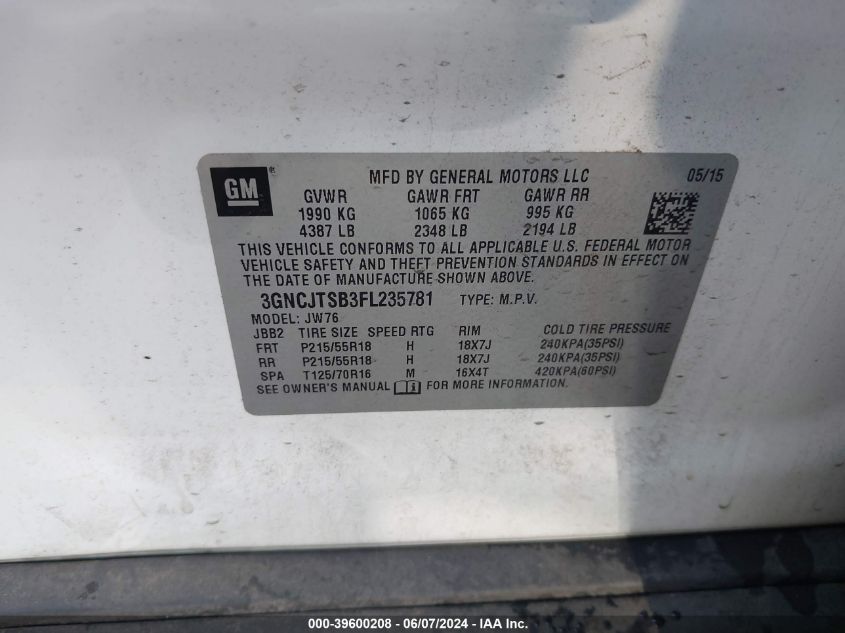 GM ®
MFD BY GENERAL MOTORS LLC 05/15
GVWR GAWR FRT GAWR RR
1990 KG 1065 KG 995 KG
4387 LB 2348 LB 2194 LB
THIS VEHICLE CONFORMS TO ALL APPLICABLE U.S. FEDERAL MOTOR
VEHICLE SAFETY AND THEFT PREVENTION STANDARDS IN EFFECT ON
THE DATE OF MANUFACTURE SHOWN ABOVE.
3GNCJTSB3FL235781 TYPE: M.P.V.
MODEL: JW76
JBB2 TIRE SIZE SPEED RTG RIM COLD TIRE PRESSURE
FRT P215/55R18 H 18X7J 240KPA(35PSI)
RR P215/55R18 H 18X7J 240KPA(35PSI)
SPA T125/70R16 M 16X4T 420KPA(60PSI)
SEE OWNER'S MANUAL i FOR MORE INFORMATION.
000-39600208 - 06/07/2024 - IAA Inc.